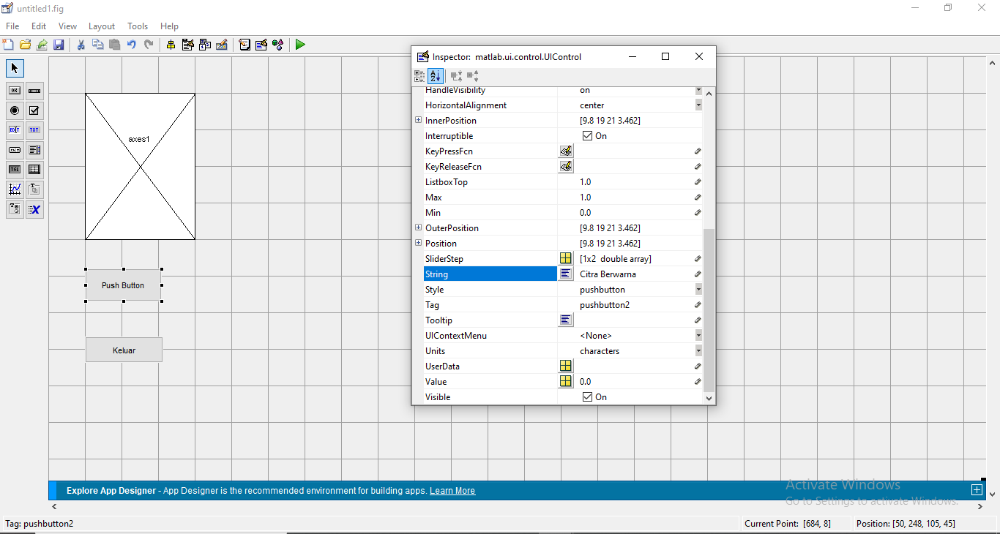 untitled1.fig
File Edit View Layout Tools Help
Inspector: matlab.ui.control.UIControl
HandleVisibility on
HorizontalAlignment center
InnerPosition [9.8 19 21 3.462]
Interruptible On
KeyPressFcn
KeyReleaseFcn
ListboxTop 1.0
Max 1.0
Min 0.0
OuterPosition [9.8 19 21 3.462]
Position [9.8 19 21 3.462]
SliderStep [1x2 double array]
String Citra Berwarna
Style pushbutton
Tag pushbutton2
Tooltip
UIContextMenu <None>
Units characters
UserData
Value 0.0
Visible On
OK
EDIT TXT
TGL
axes1
Push Button
Keluar
Explore App Designer - App Designer is the recommended environment for building apps. Learn More
Activate Windows
Go to Settings to activate Windows.
Tag: pushbutton2 Current Point: [684, 8] Position: [50, 248, 105, 45]